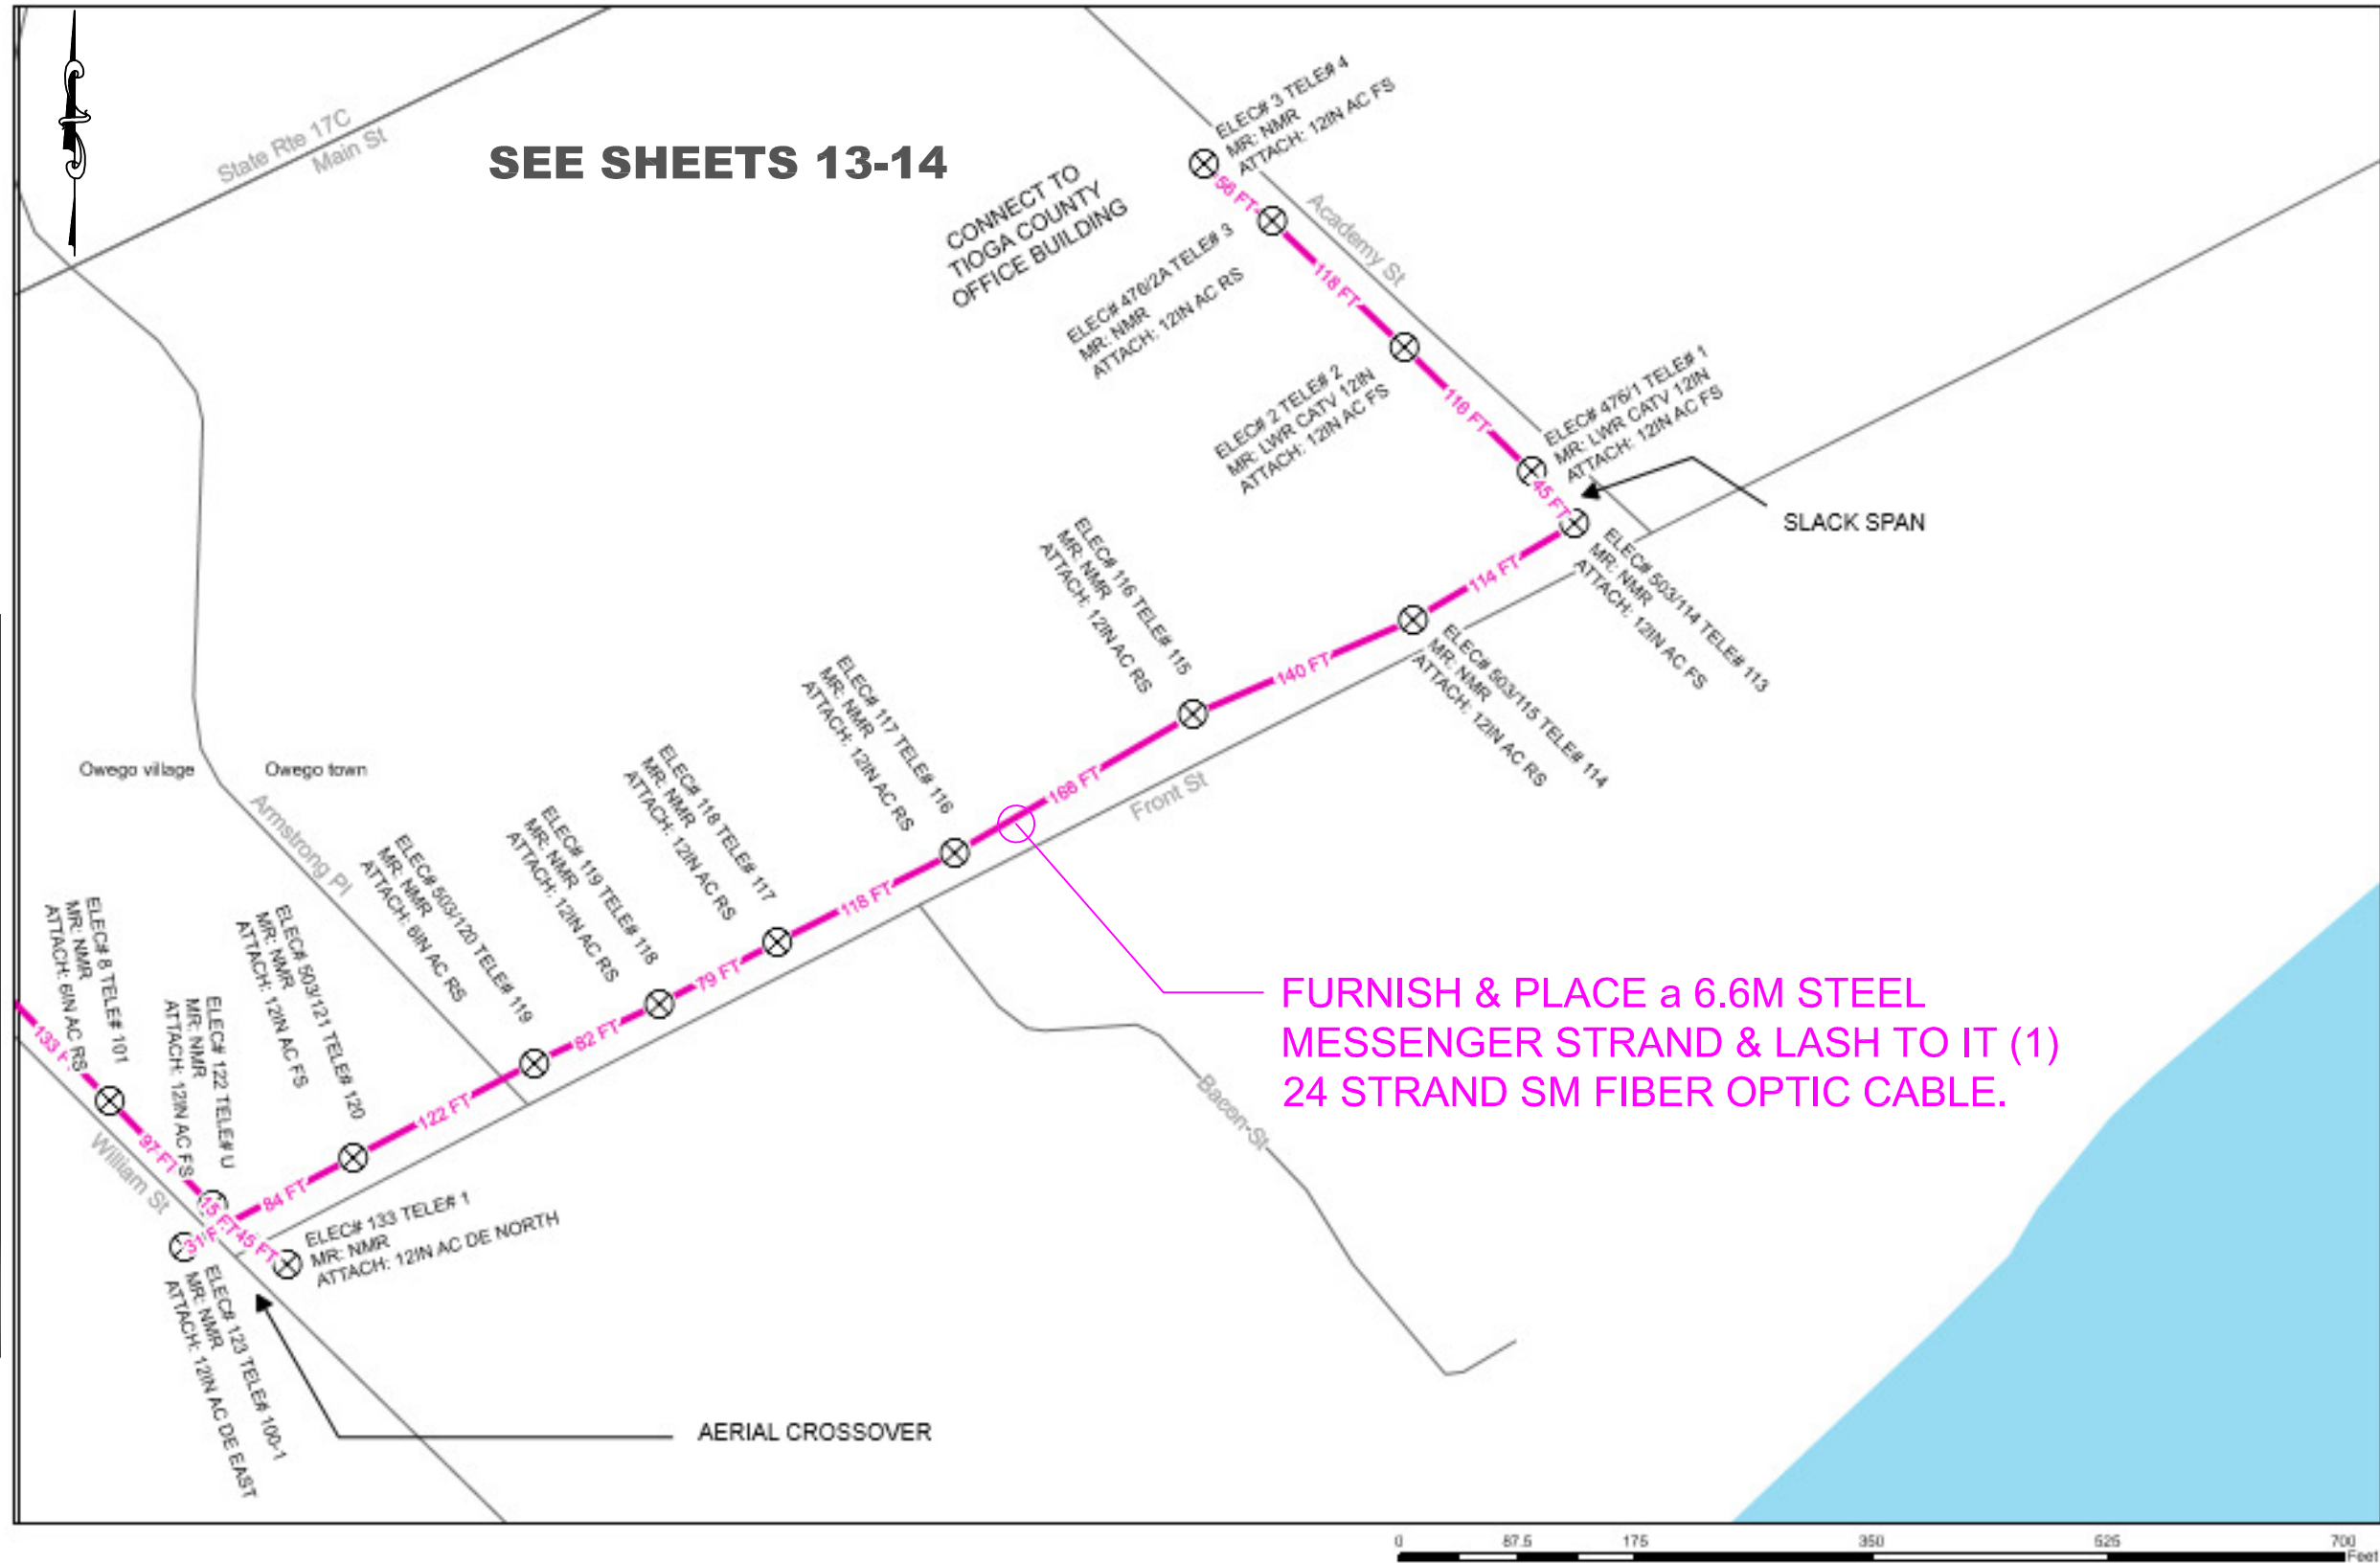 State Rte 17C
Main St
SEE SHEETS 13-14
ELEC# 3 TELE# 4
MR: NMR
ATTACH: 12IN AC FS
CONNECT TO
TIOGA COUNTY
OFFICE BUILDING
56 FT
Academy St
ELEC# 476/2A TELE# 3
MR: NMR
ATTACH: 12IN AC RS
118 FT
ELEC# 2 TELE# 2
MR: LWR CATV 12IN
ATTACH: 12IN AC FS
116 FT
ELEC# 476/1 TELE# 1
MR: LWR CATV 12IN
ATTACH: 12IN AC FS
45 FT
SLACK SPAN
ELEC# 503/114 TELE# 113
MR: NMR
ATTACH: 12IN AC FS
114 FT
ELEC# 503/115 TELE# 114
MR: NMR
ATTACH: 12IN AC RS
140 FT
ELEC# 116 TELE# 115
MR: NMR
ATTACH: 12IN AC RS
166 FT
Front St
ELEC# 117 TELE# 116
MR: NMR
ATTACH: 12IN AC RS
118 FT
ELEC# 118 TELE# 117
MR: NMR
ATTACH: 12IN AC RS
79 FT
ELEC# 119 TELE# 118
MR: NMR
ATTACH: 12IN AC RS
82 FT
Owego village
Owego town
Armstrong Pl
ELEC# 503/120 TELE# 119
MR: NMR
ATTACH: 6IN AC RS
122 FT
ELEC# 503/121 TELE# 120
MR: NMR
ATTACH: 12IN AC FS
84 FT
ELEC# 8 TELE# 101
MR: NMR
ATTACH: 6IN AC RS
133 F
97 FT
ELEC# 122 TELE# U
MR: NMR
ATTACH: 12IN AC FS
William St
15 FT
45 FT
31 F
ELEC# 133 TELE# 1
MR: NMR
ATTACH: 12IN AC DE NORTH
ELEC# 123 TELE# 100-1
MR: NMR
ATTACH: 12IN AC DE EAST
AERIAL CROSSOVER
Bacon St
FURNISH & PLACE a 6.6M STEEL
MESSENGER STRAND & LASH TO IT (1)
24 STRAND SM FIBER OPTIC CABLE.
0 87.5 175 350 525 700
Feet